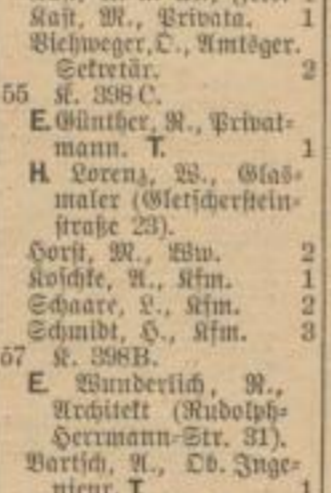 Kast, M., Privata. 1
Viehweger, O., Amtsger.
Sekretär. 2
55 K. 398 C.
E. Günther, R., Privat-
mann. T. 1
H. Lorenz, W., Glas-
maler (Gletscherstein-
straße 23).
Horst, M., Ww. 2
Koschke, A., Kfm. 1
Schaare, L., Kfm. 2
Schmidt, H., Kfm. 3
57 K. 398B.
E. Wunderlich, R.,
Architekt (Rudolph-
Herrmann-Str. 31).
Bartsch, A., Ob. Inge-
nieur. T. 1